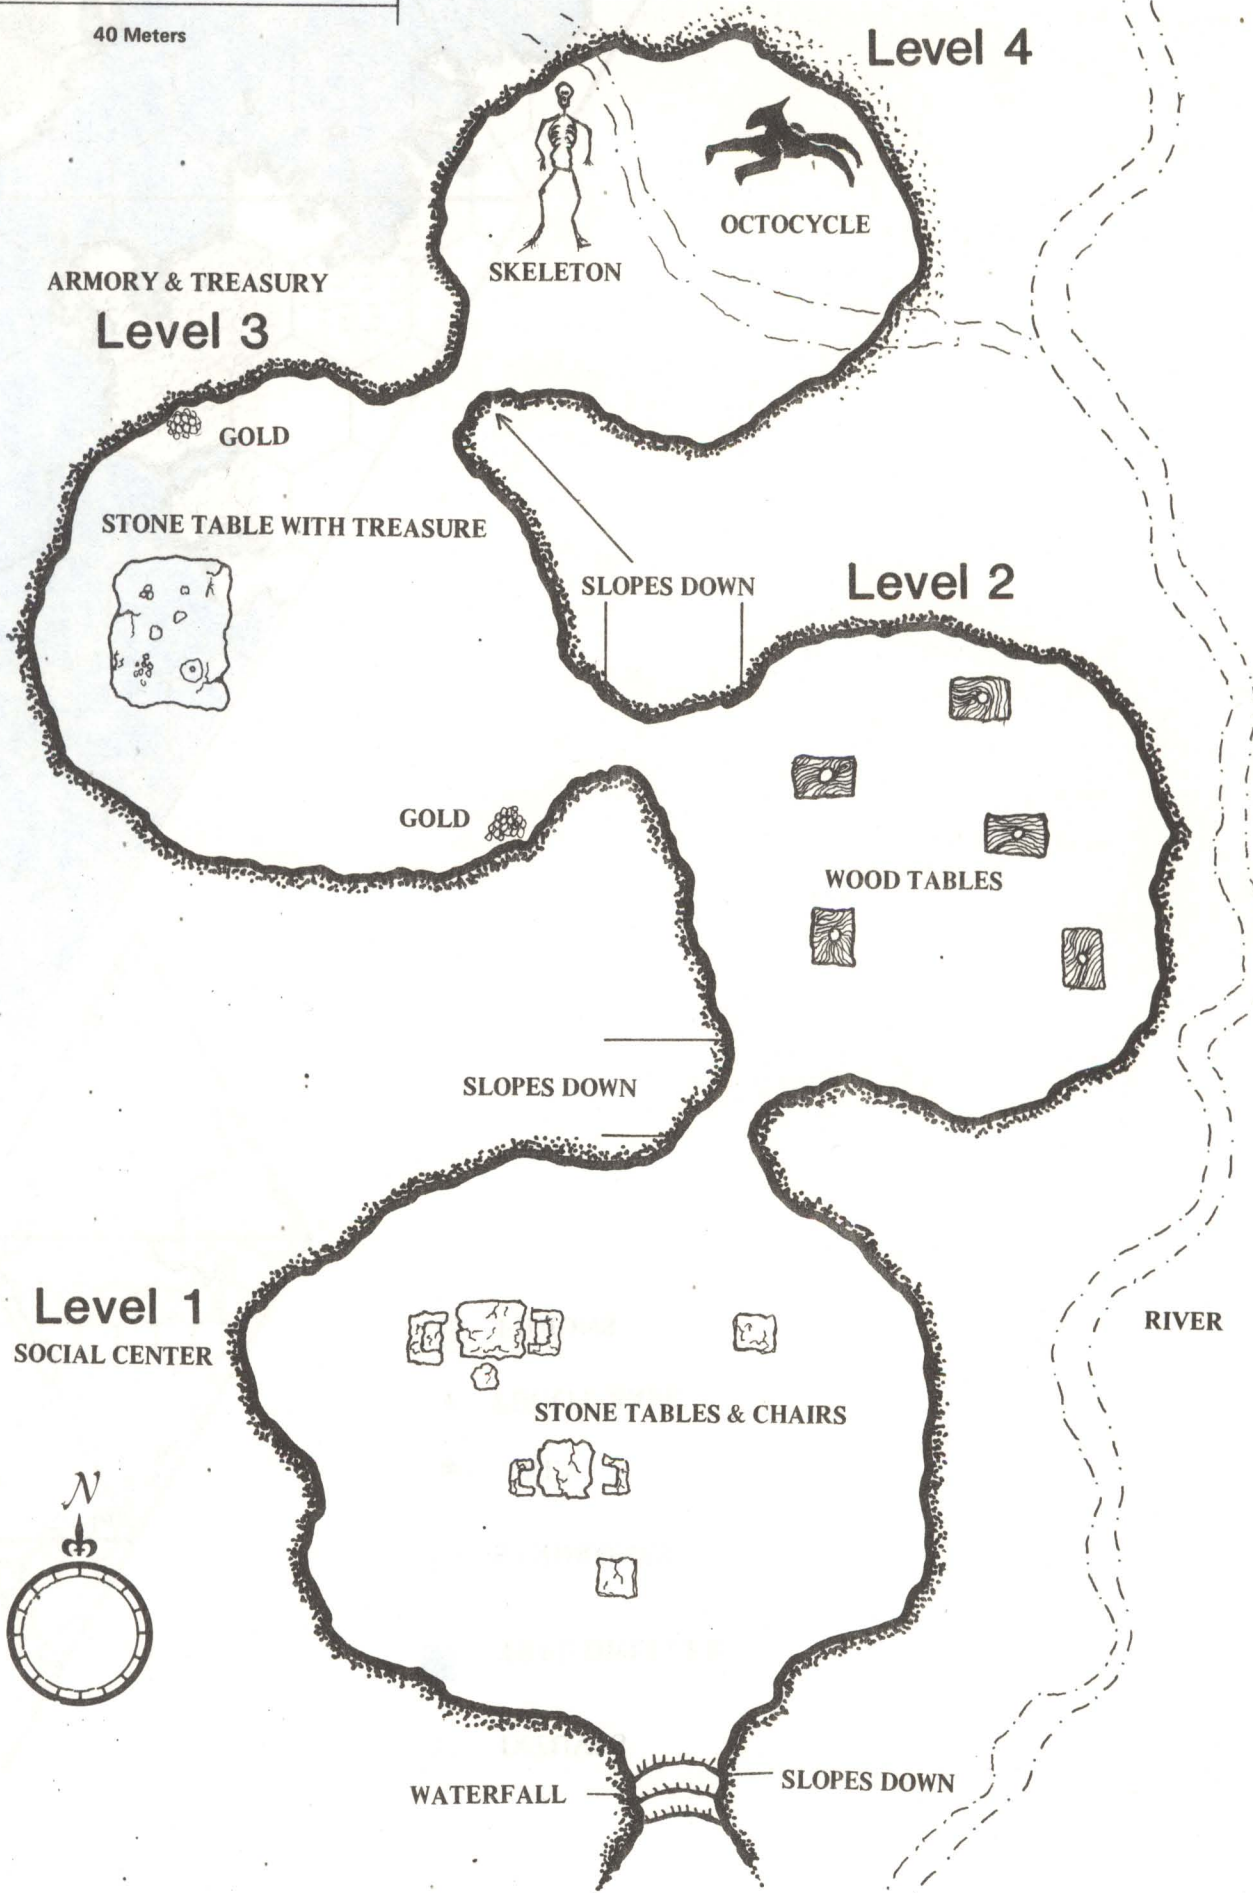 40 Meters
Level 4
OCTOCYCLE
SKELETON
ARMORY & TREASURY
Level 3
GOLD
STONE TABLE WITH TREASURE
SLOPES DOWN
Level 2
GOLD
WOOD TABLES
SLOPES DOWN
Level 1
SOCIAL CENTER
RIVER
STONE TABLES & CHAIRS
N
WATERFALL
SLOPES DOWN